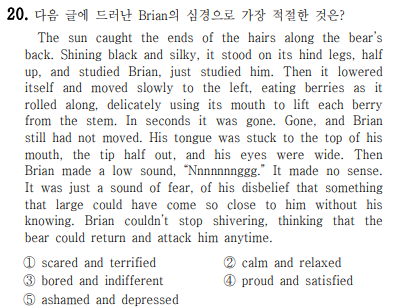 20. 다음 글에 드러난 Brian의 심경으로 가장 적절한 것은?
The sun caught the ends of the hairs along the bear's
back. Shining black and silky, it stood on its hind legs, half
up, and studied Brian, just studied him. Then it lowered
itself and moved slowly to the left, eating berries as it
rolled along, delicately using its mouth to lift each berry
from the stem. In seconds it was gone. Gone, and Brian
still had not moved. His tongue was stuck to the top of his
mouth, the tip half out, and his eyes were wide. Then
Brian made a low sound, “Nnnnnnnggg.” It made no sense.
It was just a sound of fear, of his disbelief that something
that large could have come so close to him without his
knowing. Brian couldn't stop shivering, thinking that the
bear could return and attack him anytime.
① scared and terrified ② calm and relaxed
③ bored and indifferent ④ proud and satisfied
⑤ ashamed and depressed